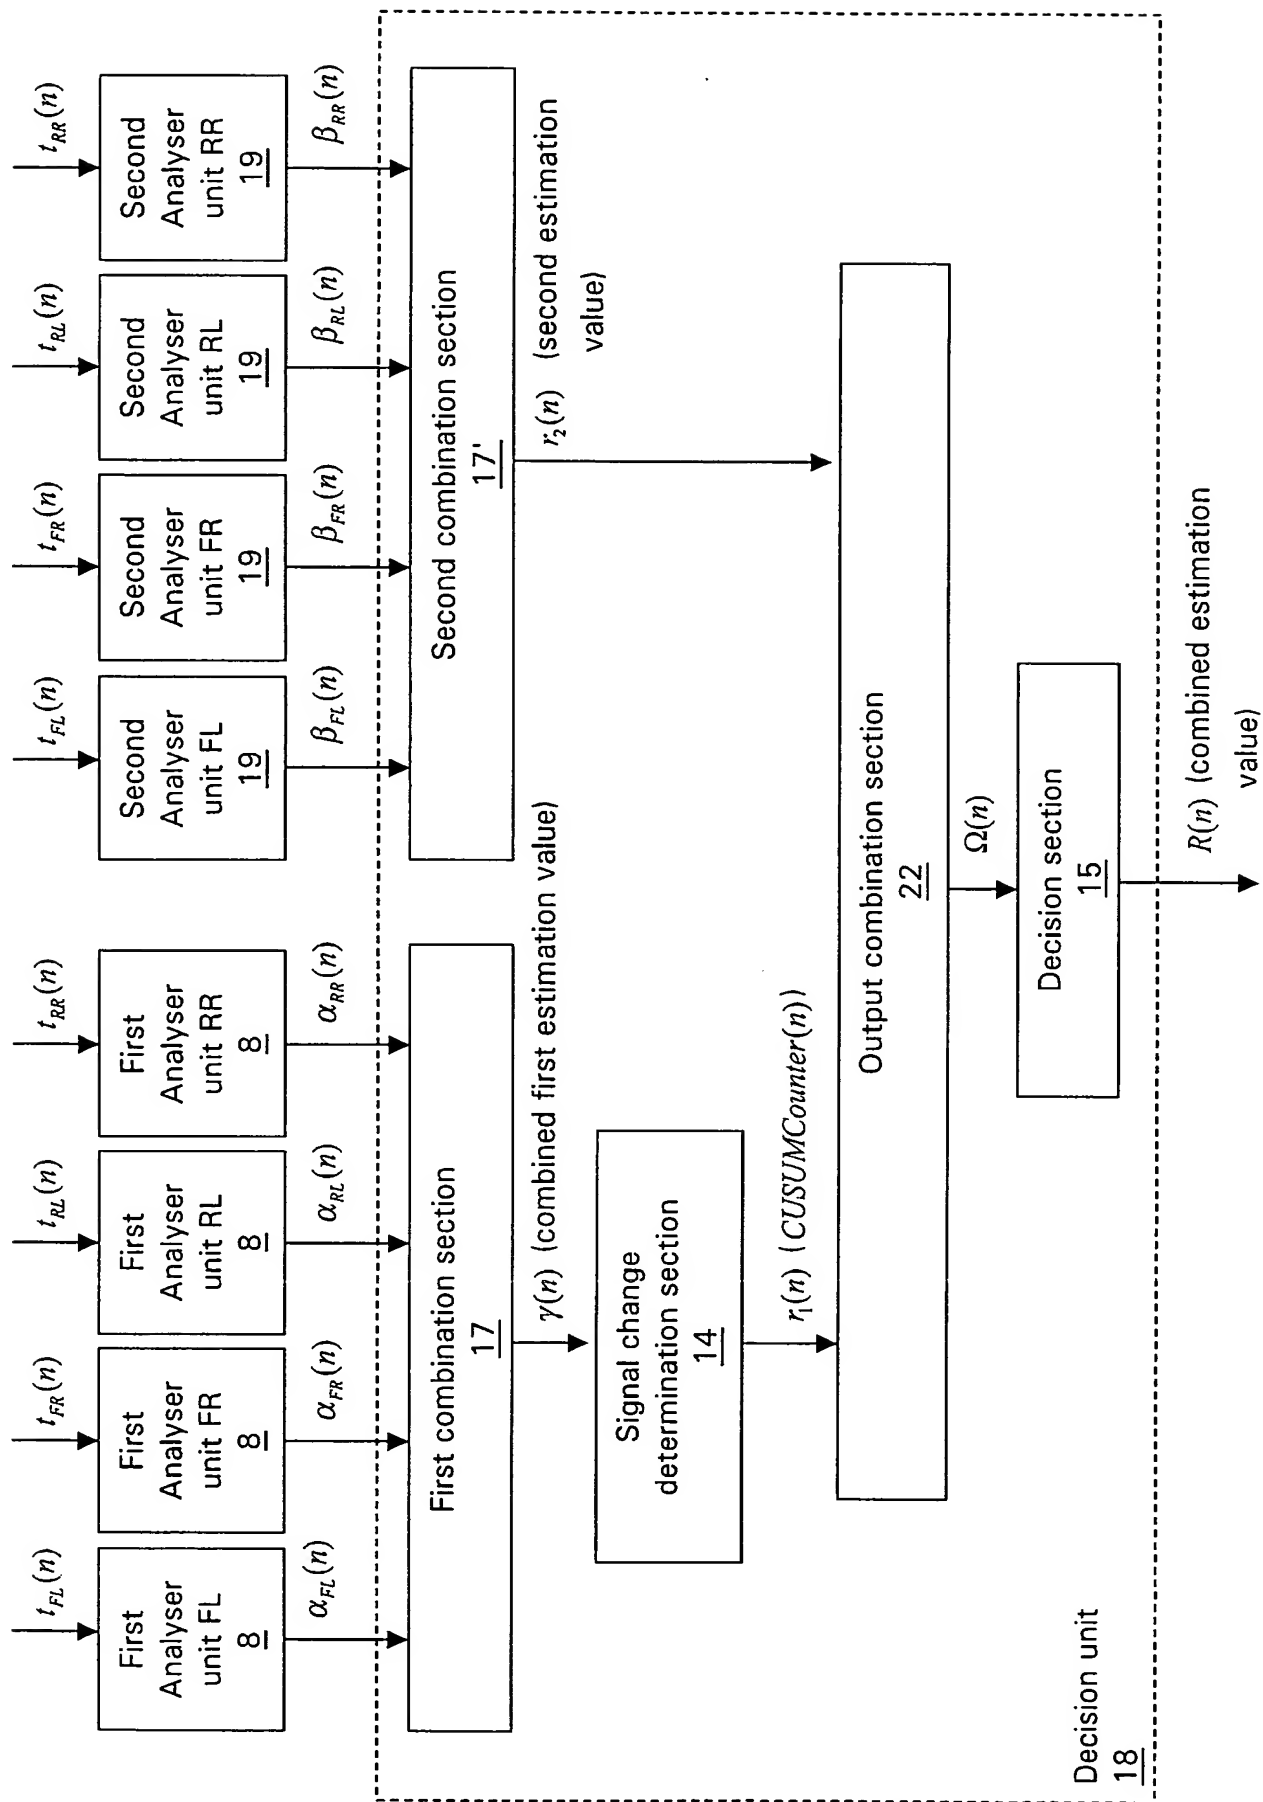 t_FL(n)
t_FR(n)
t_RL(n)
t_RR(n)
t_FL(n)
t_FR(n)
t_RL(n)
t_RR(n)
First
Analyser
unit FL
8
First
Analyser
unit FR
8
First
Analyser
unit RL
8
First
Analyser
unit RR
8
Second
Analyser
unit FL
19
Second
Analyser
unit FR
19
Second
Analyser
unit RL
19
Second
Analyser
unit RR
19
α_FL(n)
α_FR(n)
α_RL(n)
α_RR(n)
β_FL(n)
β_FR(n)
β_RL(n)
β_RR(n)
First combination section
17
Second combination section
17'
γ(n) (combined first estimation value)
r_2(n) (second estimation
value)
Signal change
determination section
14
r_1(n) (CUSUMCounter(n))
Output combination section
22
Ω(n)
Decision section
15
Decision unit
18
R(n) (combined estimation
value)